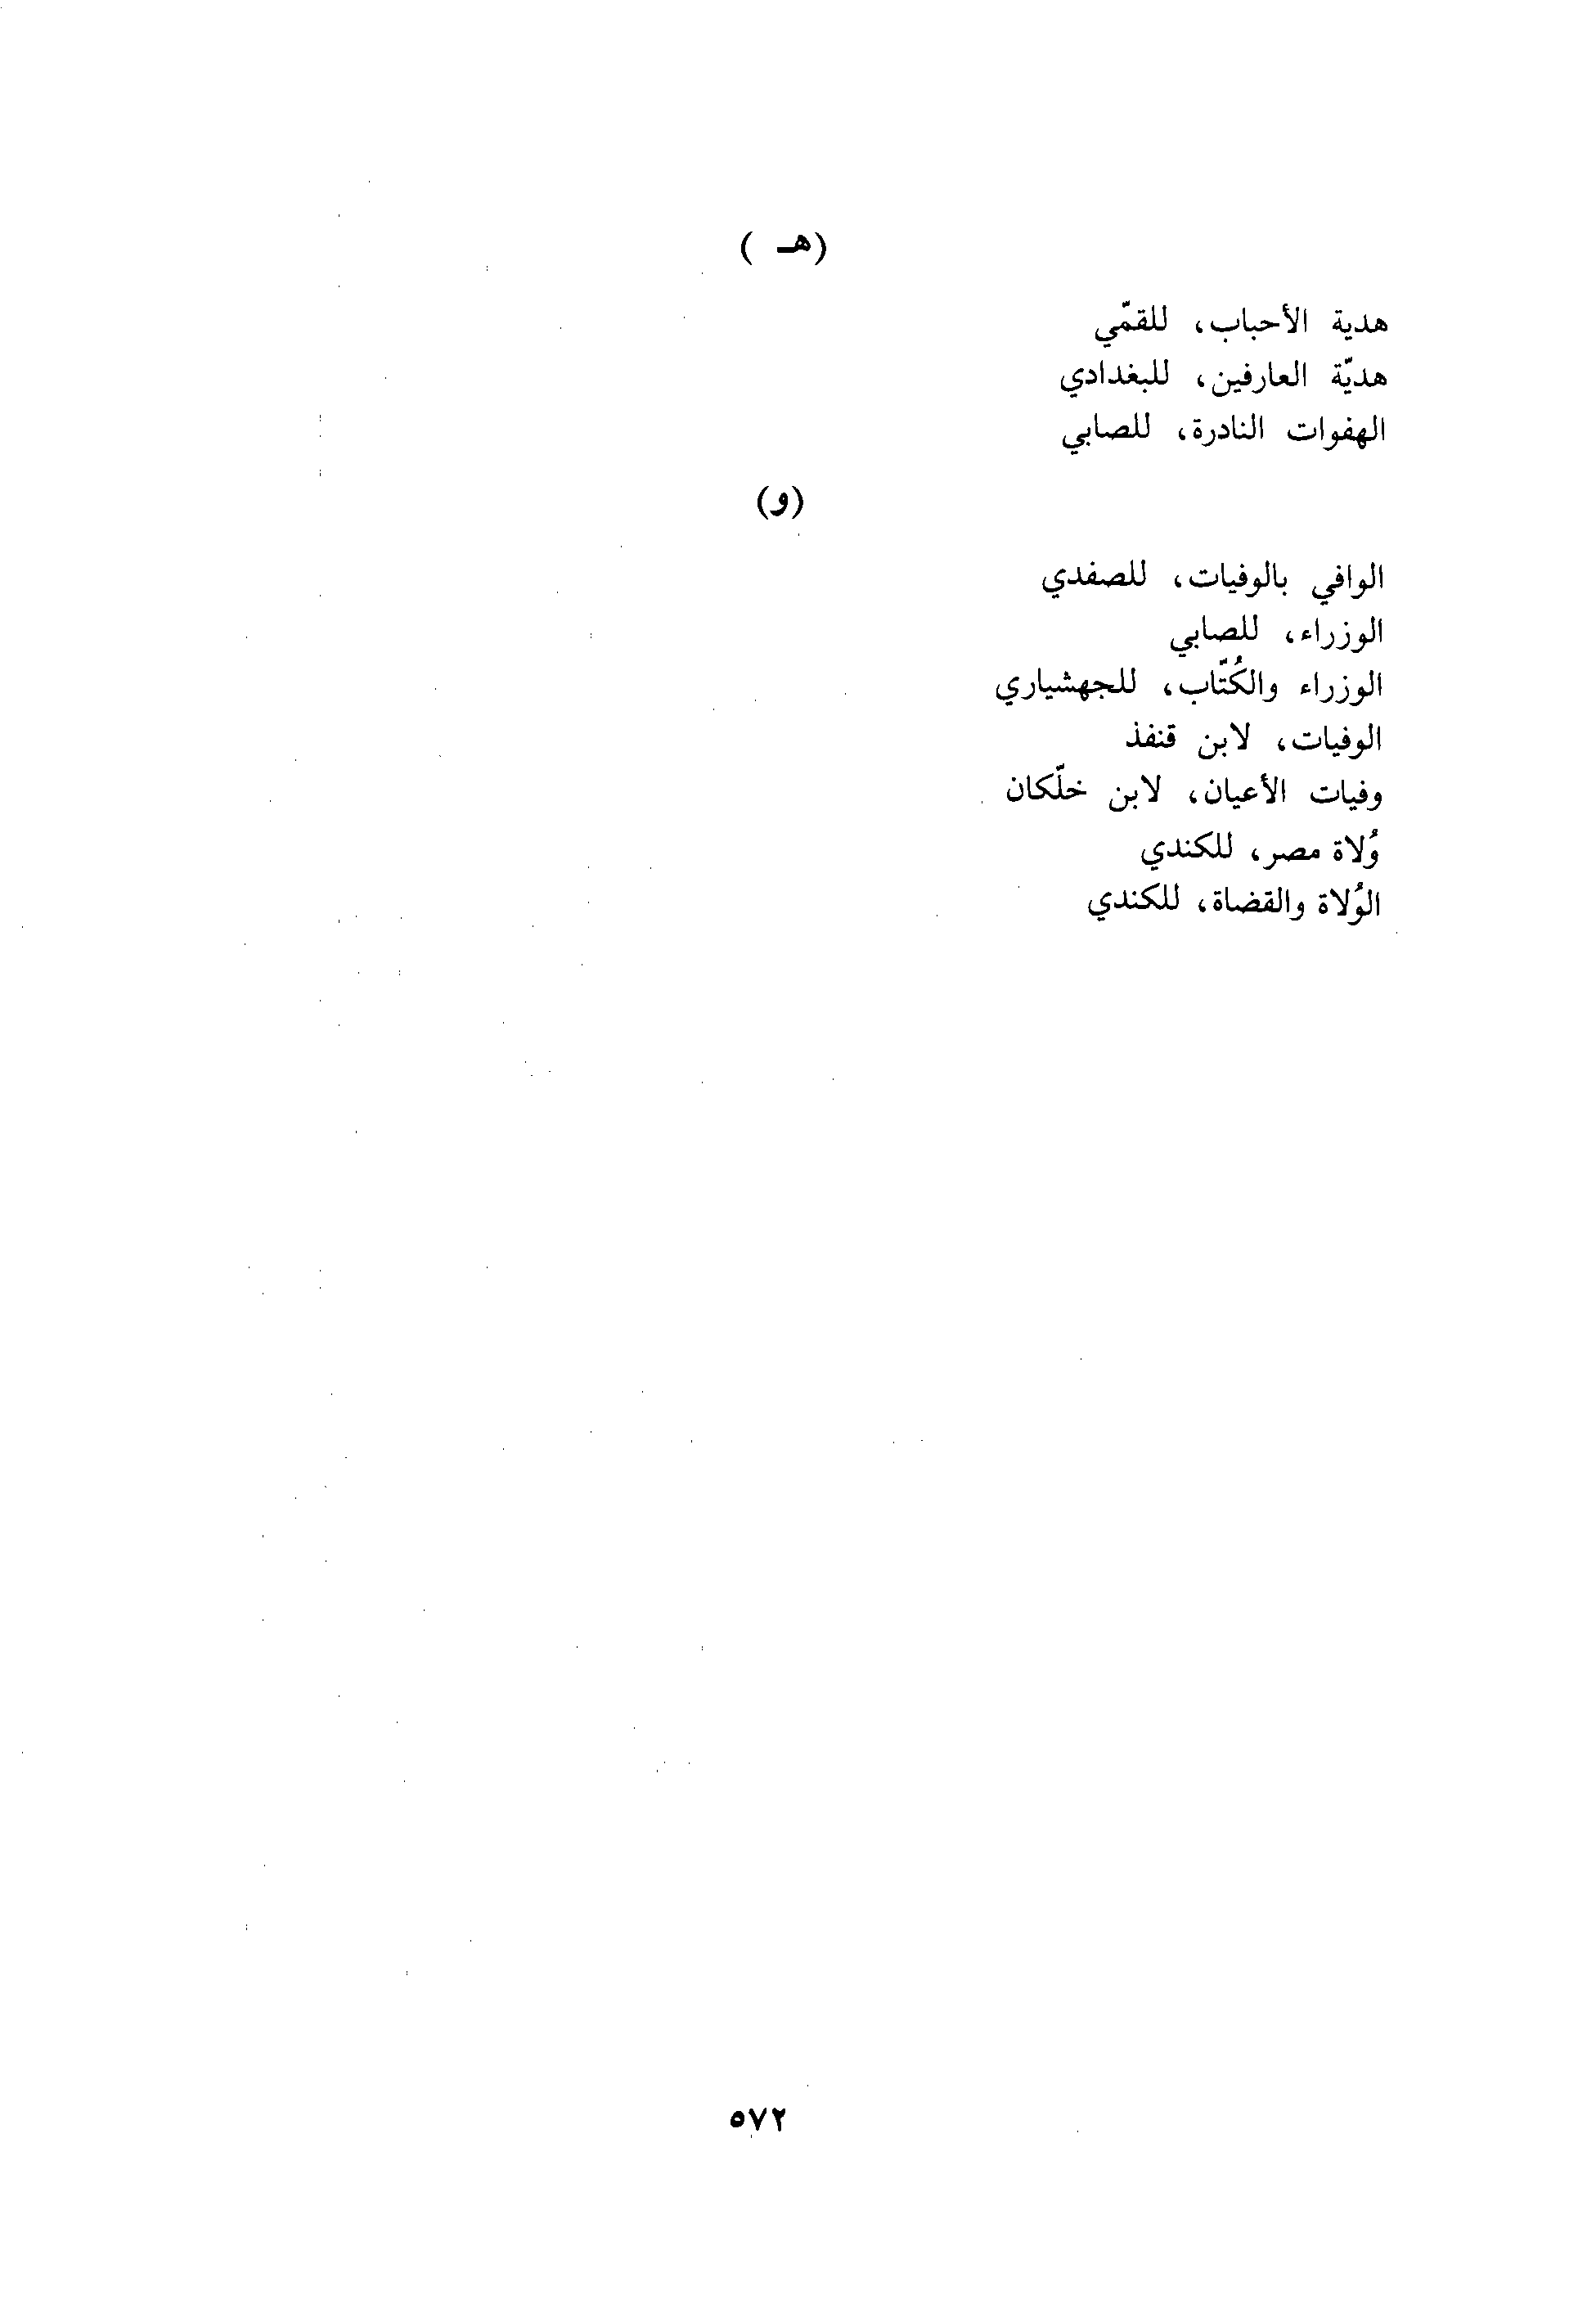 (هـ )
هدية الأحباب، للقمّي
هديّة العارفين، للبغدادي
الهفوات النادرة، للصابي
(و)
الوافي بالوفيات، للصفدي
الوزراء، للصابي
الوزراء والكُتّاب، للجهشياري
الوفيات، لابن قنفذ
وفيات الأعيان، لابن خلّكان
وُلاة مصر، للكندي
الوُلاة والقضاة، للكندي
٥٧٢